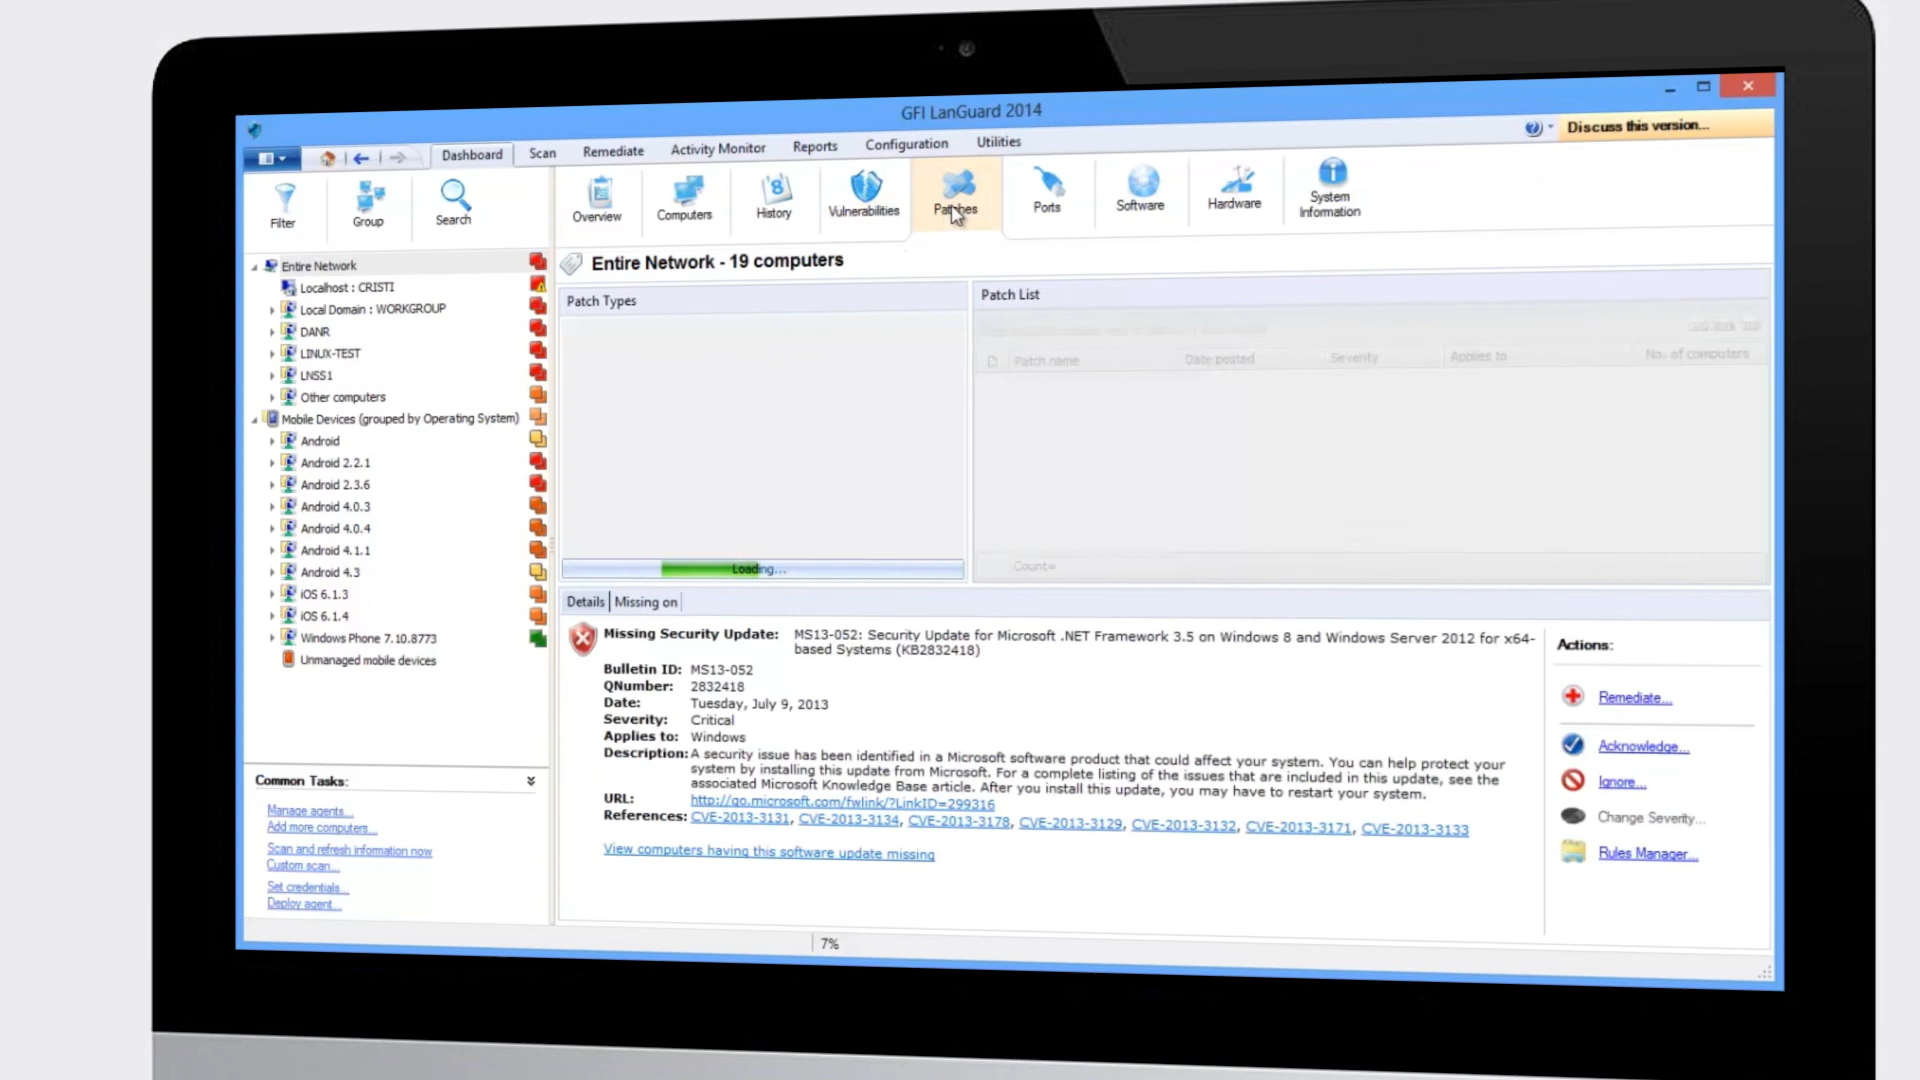 GFI LanGuard 2014
Discuss this version...
Dashboard Scan Remediate Activity Monitor Reports Configuration Utilities
Filter Group Search
Overview Computers History Vulnerabilities Patches Ports Software Hardware System Information
Entire Network - 19 computers
Entire Network
Localhost : CRISTI
Local Domain : WORKGROUP
DANR
LINUX-TEST
LNSS1
Other computers
Mobile Devices (grouped by Operating System)
Android
Android 2.2.1
Android 2.3.6
Android 4.0.3
Android 4.0.4
Android 4.1.1
Android 4.3
iOS 6.1.3
iOS 6.1.4
Windows Phone 7.10.8773
Unmanaged mobile devices
Common Tasks:
Manage agents...
Add more computers...
Scan and refresh information now
Custom scan...
Set credentials...
Deploy agent...
Patch Types
Loading...
Patch List
Patch name Date posted Severity Applies to No. of computers
Count=
Details Missing on
Missing Security Update: MS13-052: Security Update for Microsoft .NET Framework 3.5 on Windows 8 and Windows Server 2012 for x64-
based Systems (KB2832418)
Bulletin ID: MS13-052
QNumber: 2832418
Date: Tuesday, July 9, 2013
Severity: Critical
Applies to: Windows
Description: A security issue has been identified in a Microsoft software product that could affect your system. You can help protect your
system by installing this update from Microsoft. For a complete listing of the issues that are included in this update, see the
associated Microsoft Knowledge Base article. After you install this update, you may have to restart your system.
URL: http://go.microsoft.com/fwlink/?LinkID=299316
References: CVE-2013-3131, CVE-2013-3134, CVE-2013-3178, CVE-2013-3129, CVE-2013-3132, CVE-2013-3171, CVE-2013-3133
View computers having this software update missing
Actions:
Remediate...
Acknowledge...
Ignore...
Change Severity...
Rules Manager...
7%